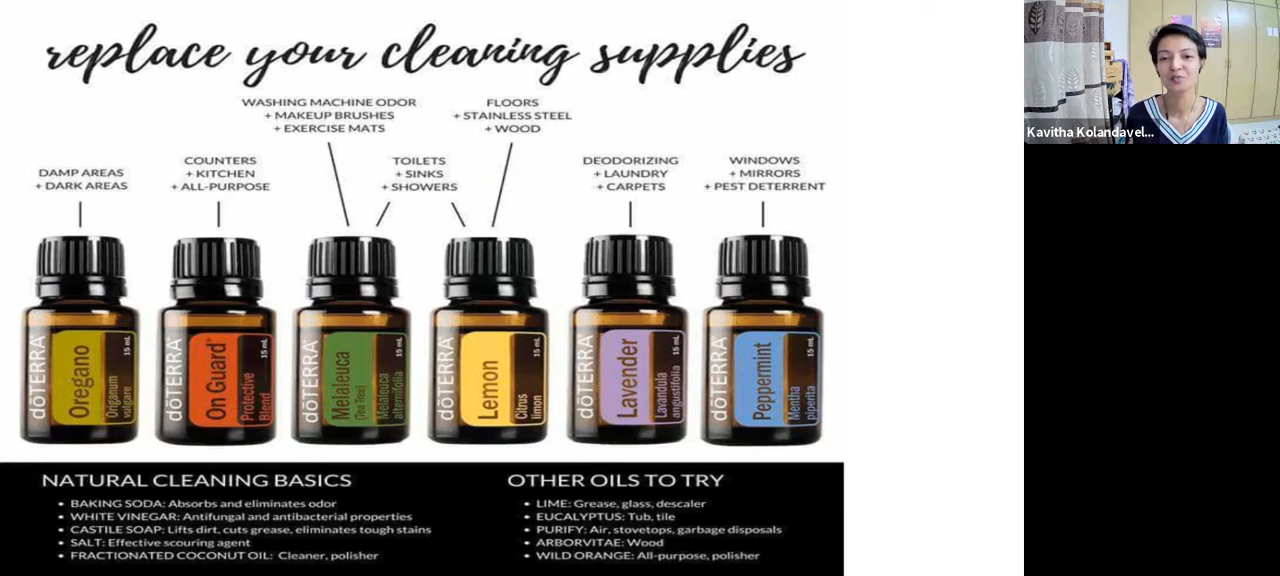 replace your cleaning supplies
WASHING MACHINE ODOR
+ MAKEUP BRUSHES
+ EXERCISE MATS
FLOORS
+ STAINLESS STEEL
+ WOOD
DAMP AREAS
+ DARK AREAS
COUNTERS
+ KITCHEN
+ ALL-PURPOSE
TOILETS
+ SINKS
+ SHOWERS
DEODORIZING
+ LAUNDRY
+ CARPETS
WINDOWS
+ MIRRORS
+ PEST DETERRENT
dōTERRA
Oregano
Origanum
vulgare
15 mL
dōTERRA
On Guard®
Protective
Blend
15 mL
dōTERRA
Melaleuca
(Tea Tree)
Melaleuca
alternifolia
15 mL
dōTERRA
Lemon
Citrus
limon
15 mL
dōTERRA
Lavender
Lavandula
angustifolia
15 mL
dōTERRA
Peppermint
Mentha
piperita
15 mL
NATURAL CLEANING BASICS
• BAKING SODA: Absorbs and eliminates odor
• WHITE VINEGAR: Antifungal and antibacterial properties
• CASTILE SOAP: Lifts dirt, cuts grease, eliminates tough stains
• SALT: Effective scouring agent
• FRACTIONATED COCONUT OIL: Cleaner, polisher
OTHER OILS TO TRY
• LIME: Grease, glass, descaler
• EUCALYPTUS: Tub, tile
• PURIFY: Air, stovetops, garbage disposals
• ARBORVITAE: Wood
• WILD ORANGE: All-purpose, polisher
Kavitha Kolandavel...